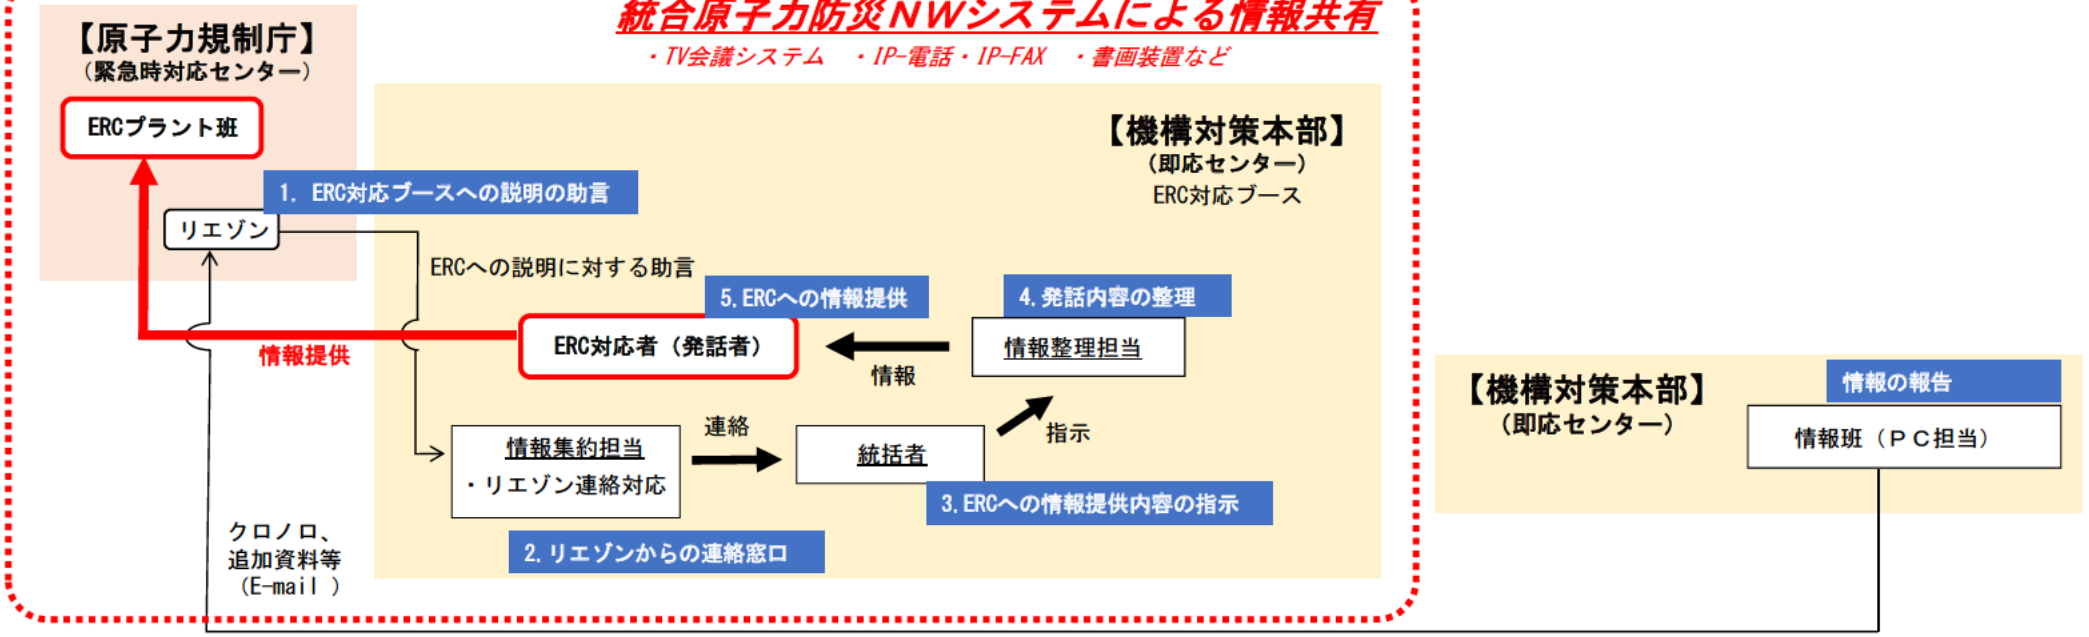 統合原子力防災NWシステムによる情報共有
・TV会議システム　・IP-電話・IP-FAX　・書画装置など
【原子力規制庁】
（緊急時対応センター）
ERCプラント班
1. ERC対応ブースへの説明の助言
リエゾン
【機構対策本部】
（即応センター）
ERC対応ブース
ERCへの説明に対する助言
5.ERCへの情報提供
4.発話内容の整理
ERC対応者（発話者）
情報整理担当
情報提供
情報
情報集約担当
・リエゾン連絡対応
連絡
統括者
指示
3.ERCへの情報提供内容の指示
2.リエゾンからの連絡窓口
クロノロ、
追加資料等
（E-mail ）
【機構対策本部】
（即応センター）
情報の報告
情報班（ＰＣ担当）